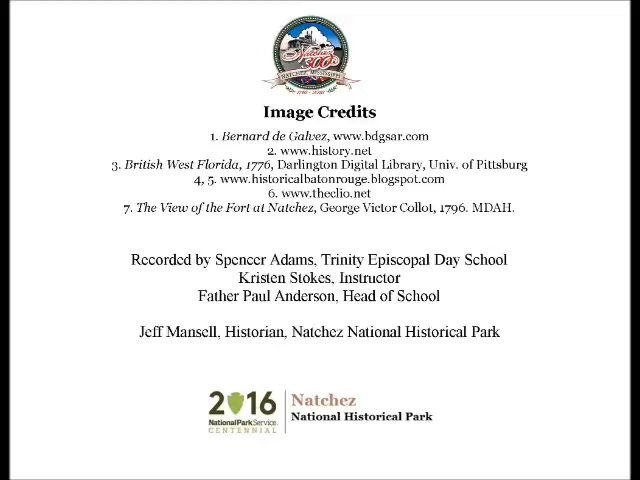 Natchez
300
NATCHEZ, MISSISSIPPI
1716 - 2016
Image Credits
1. Bernard de Galvez, www.bdgsar.com
2. www.history.net
3. British West Florida, 1776, Darlington Digital Library, Univ. of Pittsburg
4, 5. www.historicalbatonrouge.blogspot.com
6. www.theclio.net
7. The View of the Fort at Natchez, George Victor Collot, 1796. MDAH.
Recorded by Spencer Adams, Trinity Episcopal Day School
Kristen Stokes, Instructor
Father Paul Anderson, Head of School
Jeff Mansell, Historian, Natchez National Historical Park
2016
National Park Service
CENTENNIAL
Natchez
National Historical Park